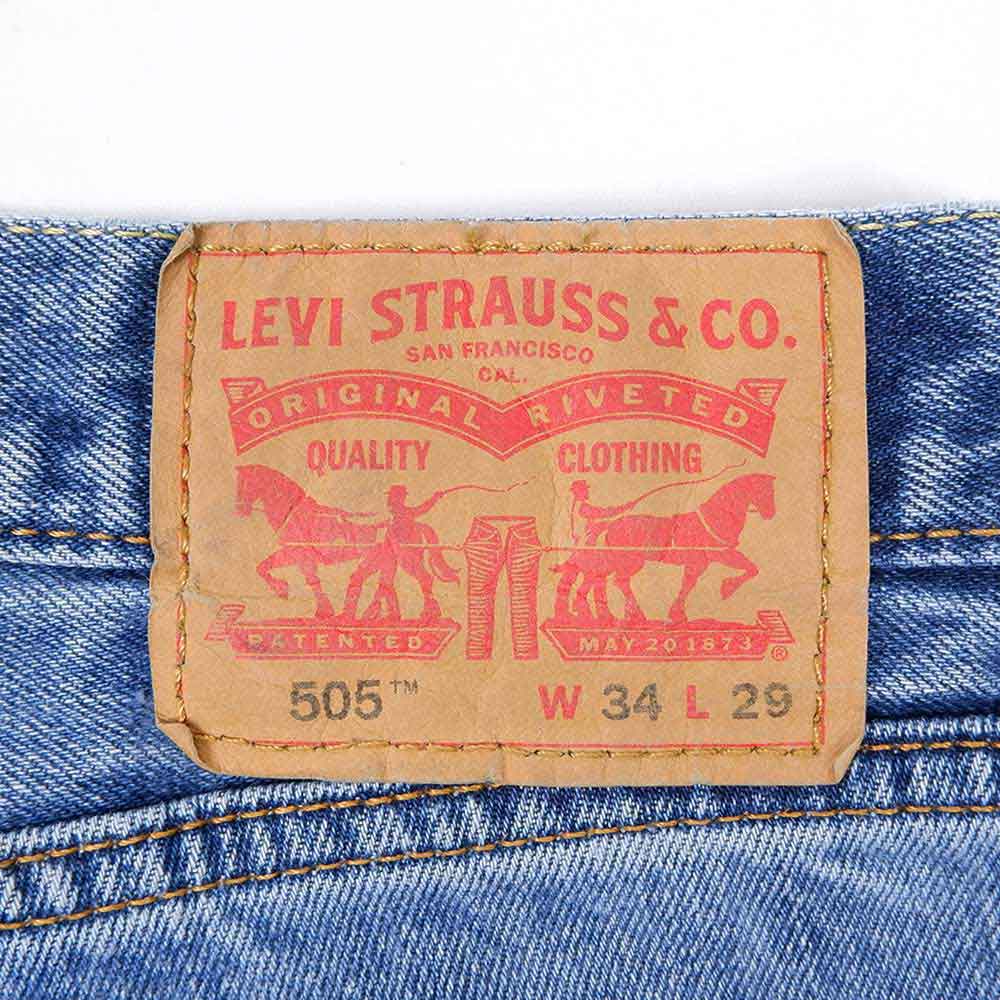 LEVI STRAUSS & CO.
SAN FRANCISCO
CAL.
ORIGINAL RIVETED
QUALITY CLOTHING
PATENTED MAY 20 1873 ®
505™ W 34 L 29